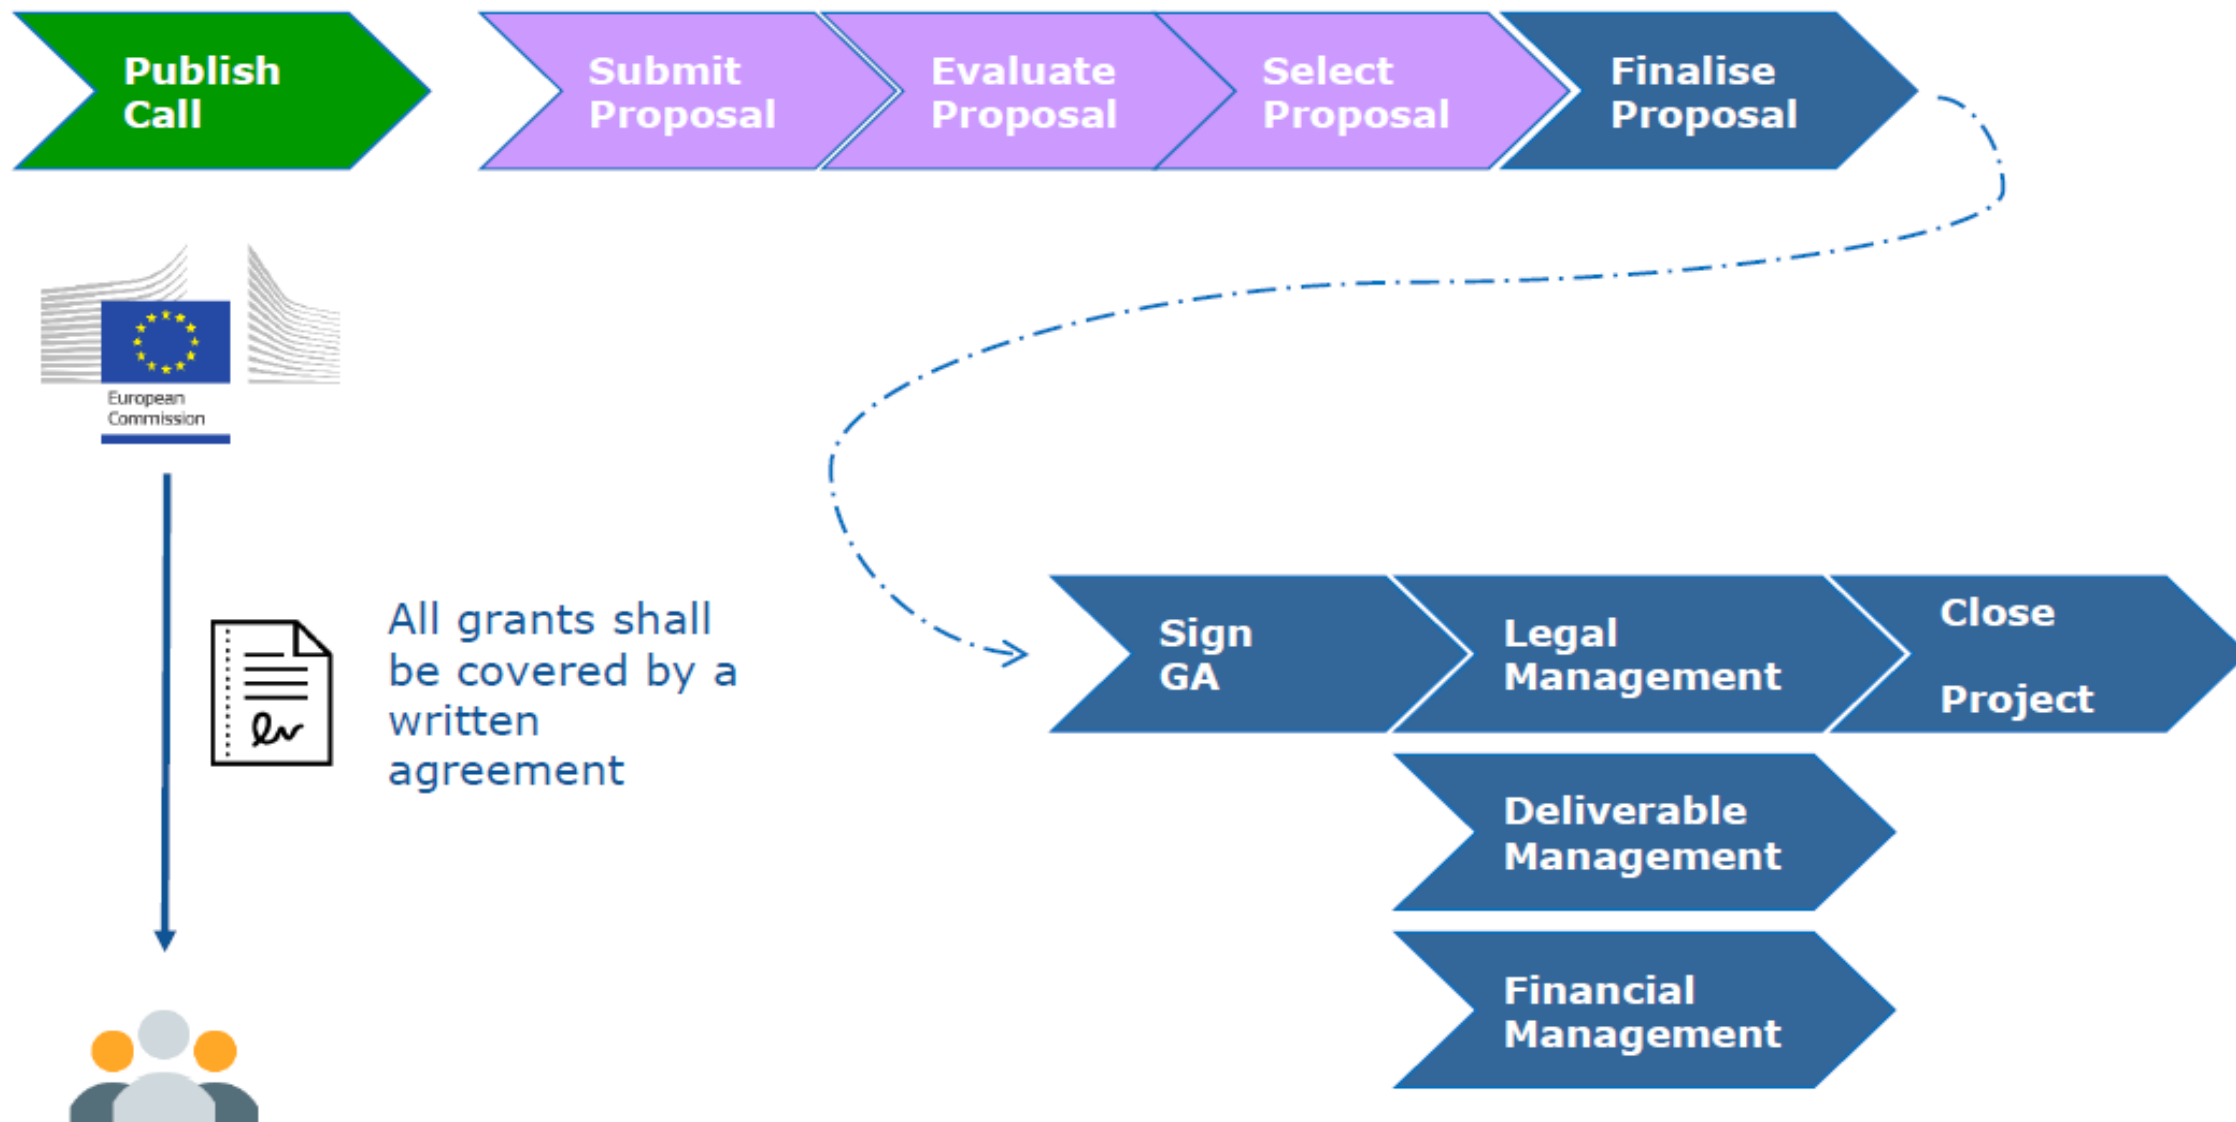 Publish
Call
Submit
Proposal
Evaluate
Proposal
Select
Proposal
Finalise
Proposal
European
Commission
All grants shall
be covered by a
written
agreement
Sign
GA
Legal
Management
Close
Project
Deliverable
Management
Financial
Management